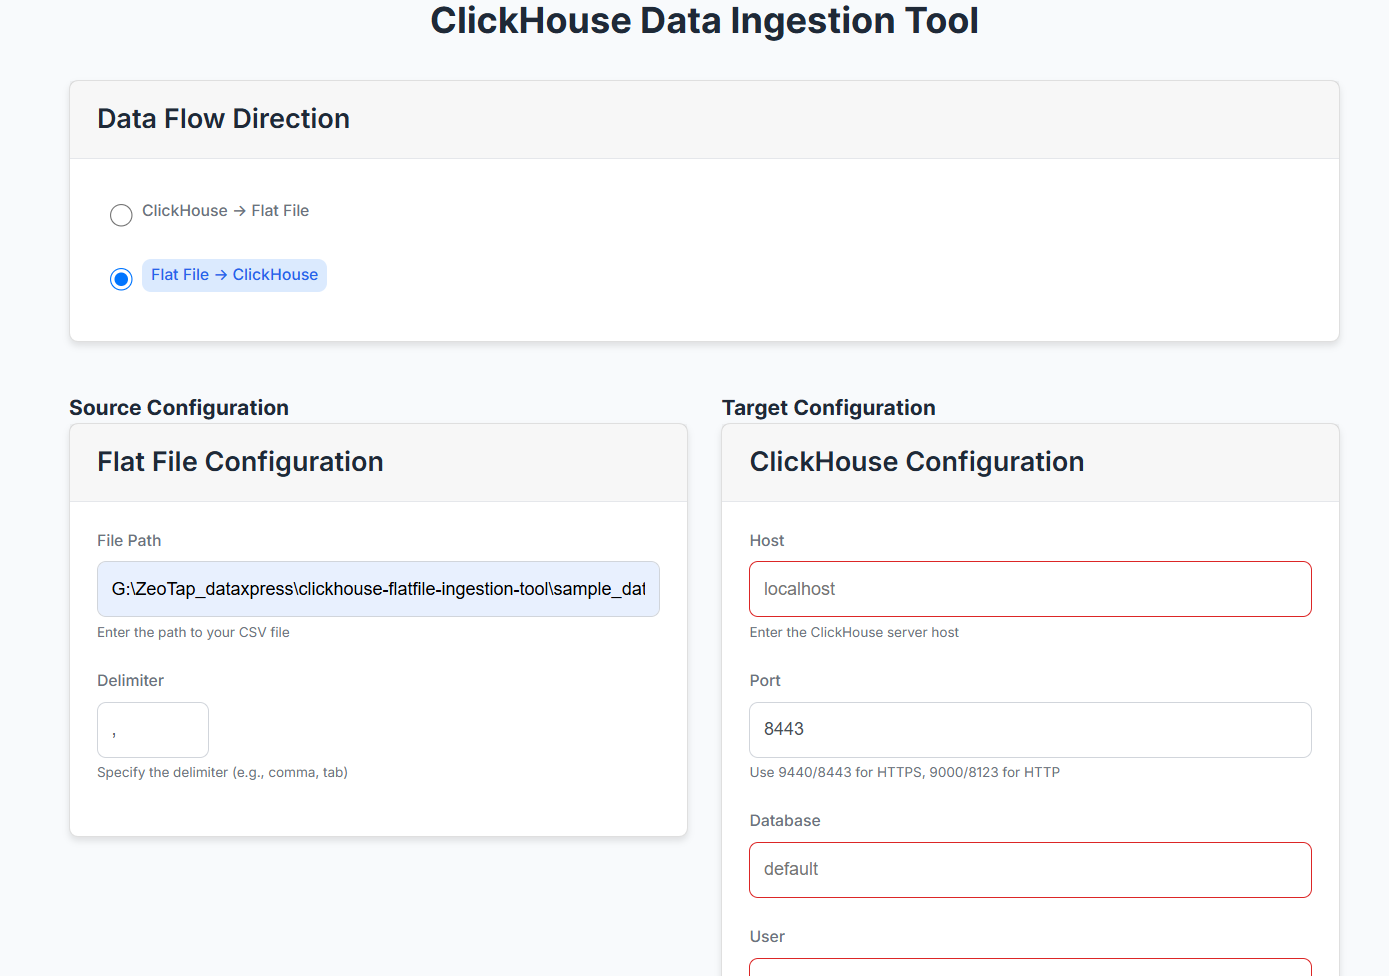 ClickHouse Data Ingestion Tool
Data Flow Direction
ClickHouse → Flat File
Flat File → ClickHouse
Source Configuration
Flat File Configuration
File Path
G:\ZeoTap_dataxpress\clickhouse-flatfile-ingestion-tool\sample_dat
Enter the path to your CSV file
Delimiter
,
Specify the delimiter (e.g., comma, tab)
Target Configuration
ClickHouse Configuration
Host
localhost
Enter the ClickHouse server host
Port
8443
Use 9440/8443 for HTTPS, 9000/8123 for HTTP
Database
default
User